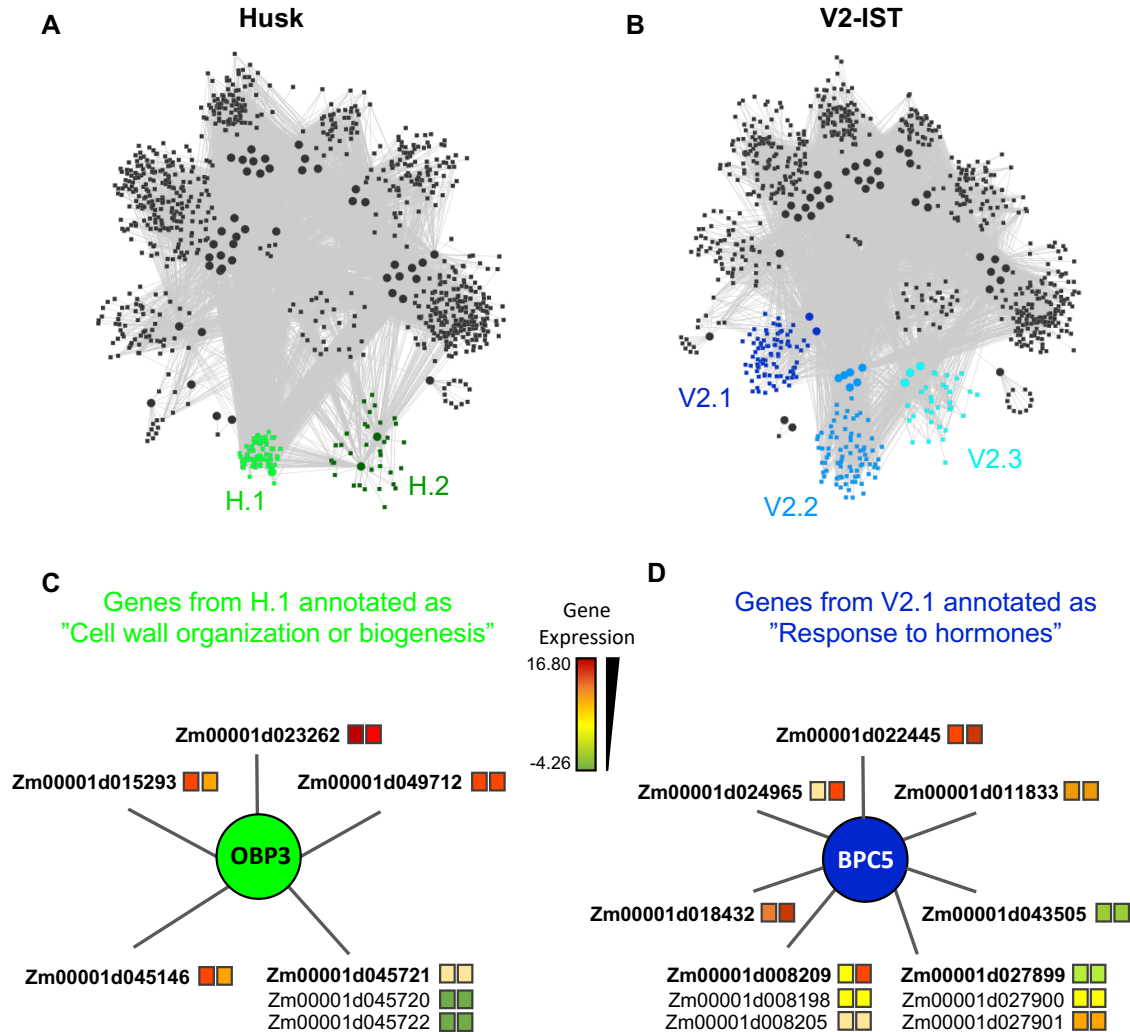 A
Husk
B
V2-IST
H.1
H.2
V2.1
V2.2
V2.3
C
Genes from H.1 annotated as
”Cell wall organization or biogenesis”
Gene
Expression
16.80
-4.26
D
Genes from V2.1 annotated as
”Response to hormones”
Zm00001d023262
Zm00001d015293
Zm00001d049712
OBP3
Zm00001d045146
Zm00001d045721
Zm00001d045720
Zm00001d045722
Zm00001d022445
Zm00001d024965
Zm00001d011833
BPC5
Zm00001d018432
Zm00001d043505
Zm00001d008209
Zm00001d008198
Zm00001d008205
Zm00001d027899
Zm00001d027900
Zm00001d027901